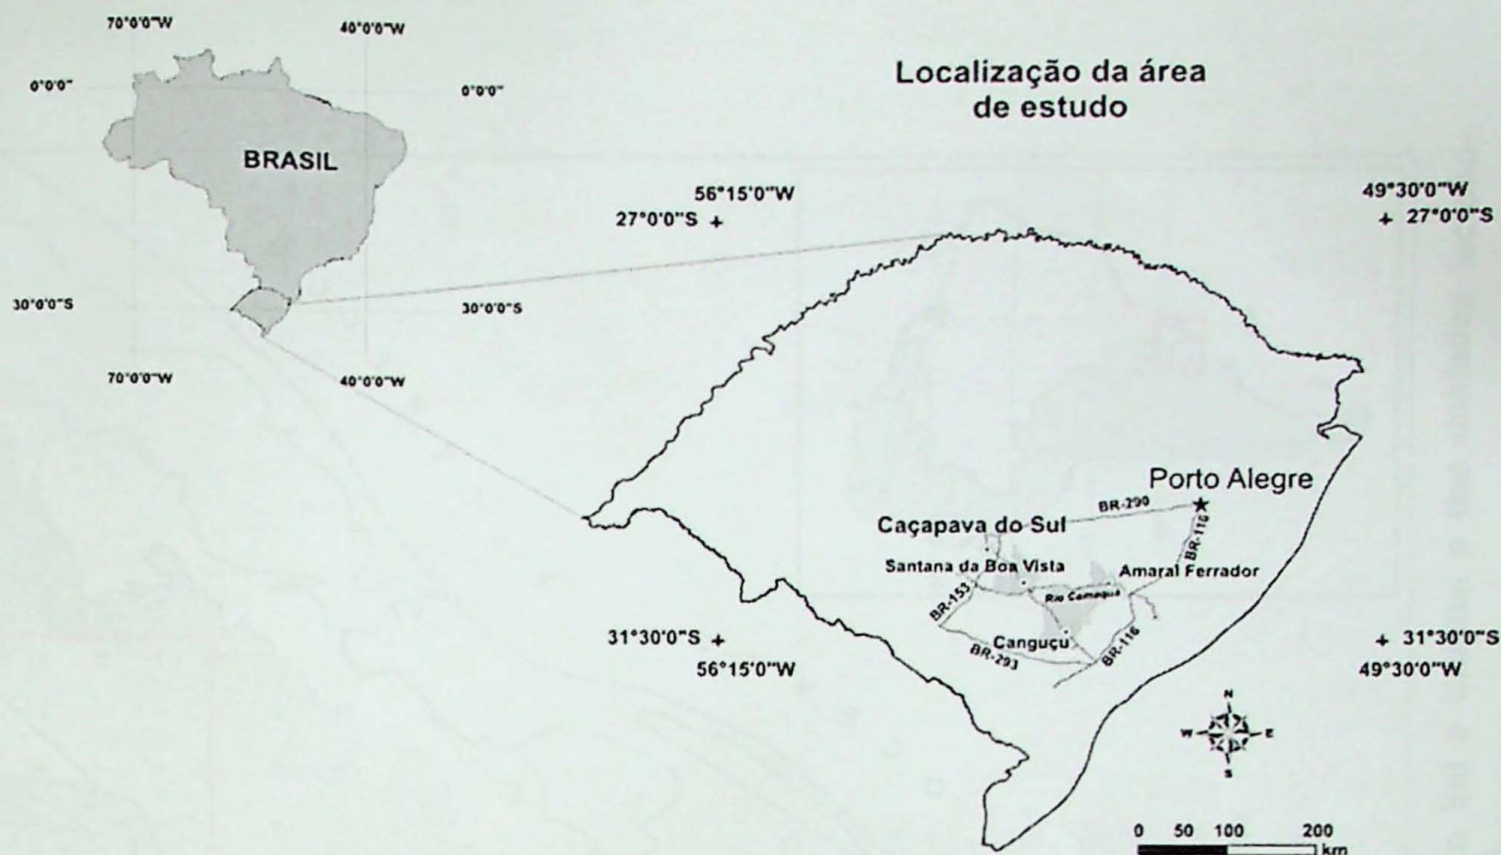 70°0'0"W
40°0'0"W
0°0'0"
0°0'0"
BRASIL
30°0'0"S
30°0'0"S
70°0'0"W
40°0'0"W
Localização da área
de estudo
56°15'0"W
49°30'0"W
27°0'0"S +
+ 27°0'0"S
Porto Alegre
BR-290
Caçapava do Sul
BR-116
Santana da Boa Vista
Amaral Ferrador
BR-153
Rio Camaquã
Canguçu
BR-293
BR-116
31°30'0"S +
+ 31°30'0"S
56°15'0"W
49°30'0"W
N
W E
S
0 50 100 200
km